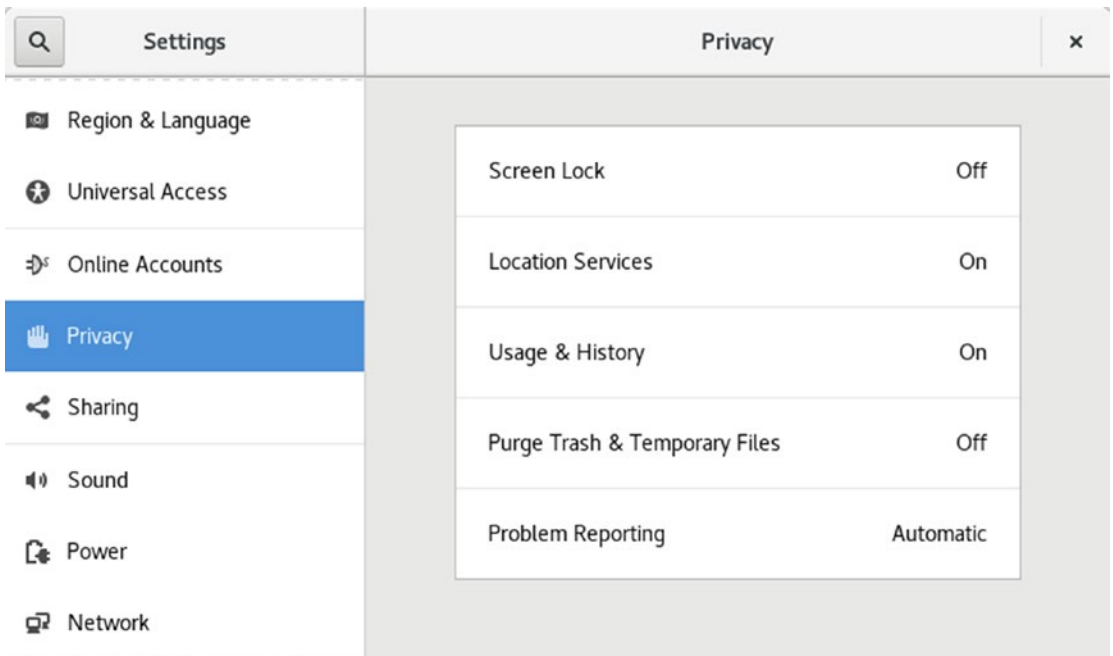 Settings
Privacy
Region & Language
Universal Access
Online Accounts
Privacy
Sharing
Sound
Power
Network
Screen Lock Off
Location Services On
Usage & History On
Purge Trash & Temporary Files Off
Problem Reporting Automatic